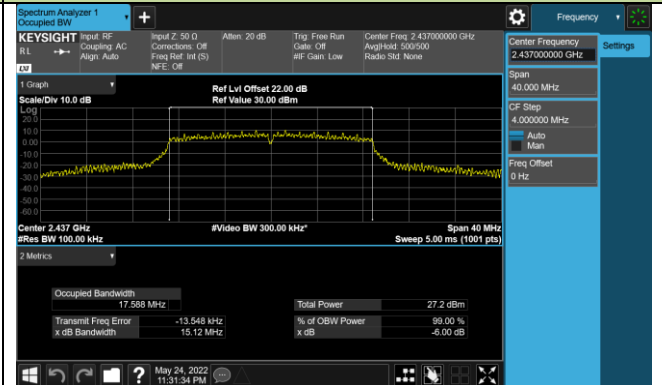 Spectrum Analyzer 1
Occupied BW
Frequency
KEYSIGHT
RL
Input: RF
Coupling: AC
Align: Auto
Input Z: 50 Ω
Corrections: Off
Freq Ref: Int (S)
NFE: Off
Atten: 20 dB
Trig: Free Run
Gate: Off
#IF Gain: Low
Center Freq: 2.437000000 GHz
Avg|Hold: 500/500
Radio Std: None
Center Frequency
2.437000000 GHz
Settings
Span
40.000 MHz
CF Step
4.000000 MHz
Auto
Man
Freq Offset
0 Hz
1 Graph
Scale/Div 10.0 dB
Ref Lvl Offset 22.00 dB
Ref Value 30.00 dBm
Log
20.0
10.0
0.00
-10.0
-20.0
-30.0
-40.0
-50.0
-60.0
Center 2.437 GHz
#Res BW 100.00 kHz
#Video BW 300.00 kHz*
Span 40 MHz
Sweep 5.00 ms (1001 pts)
2 Metrics
Occupied Bandwidth
17.588 MHz
Total Power 27.2 dBm
Transmit Freq Error -13.548 kHz
% of OBW Power 99.00 %
x dB Bandwidth 15.12 MHz
x dB -6.00 dB
May 24, 2022
11:31:34 PM